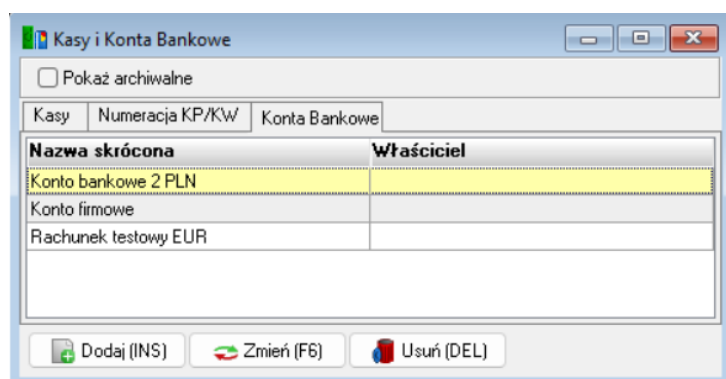 Kasy i Konta Bankowe
Pokaż archiwalne
Kasy Numeracja KP/KW Konta Bankowe
Nazwa skrócona Właściciel
Konto bankowe 2 PLN
Konto firmowe
Rachunek testowy EUR
Dodaj (INS) Zmień (F6) Usuń (DEL)